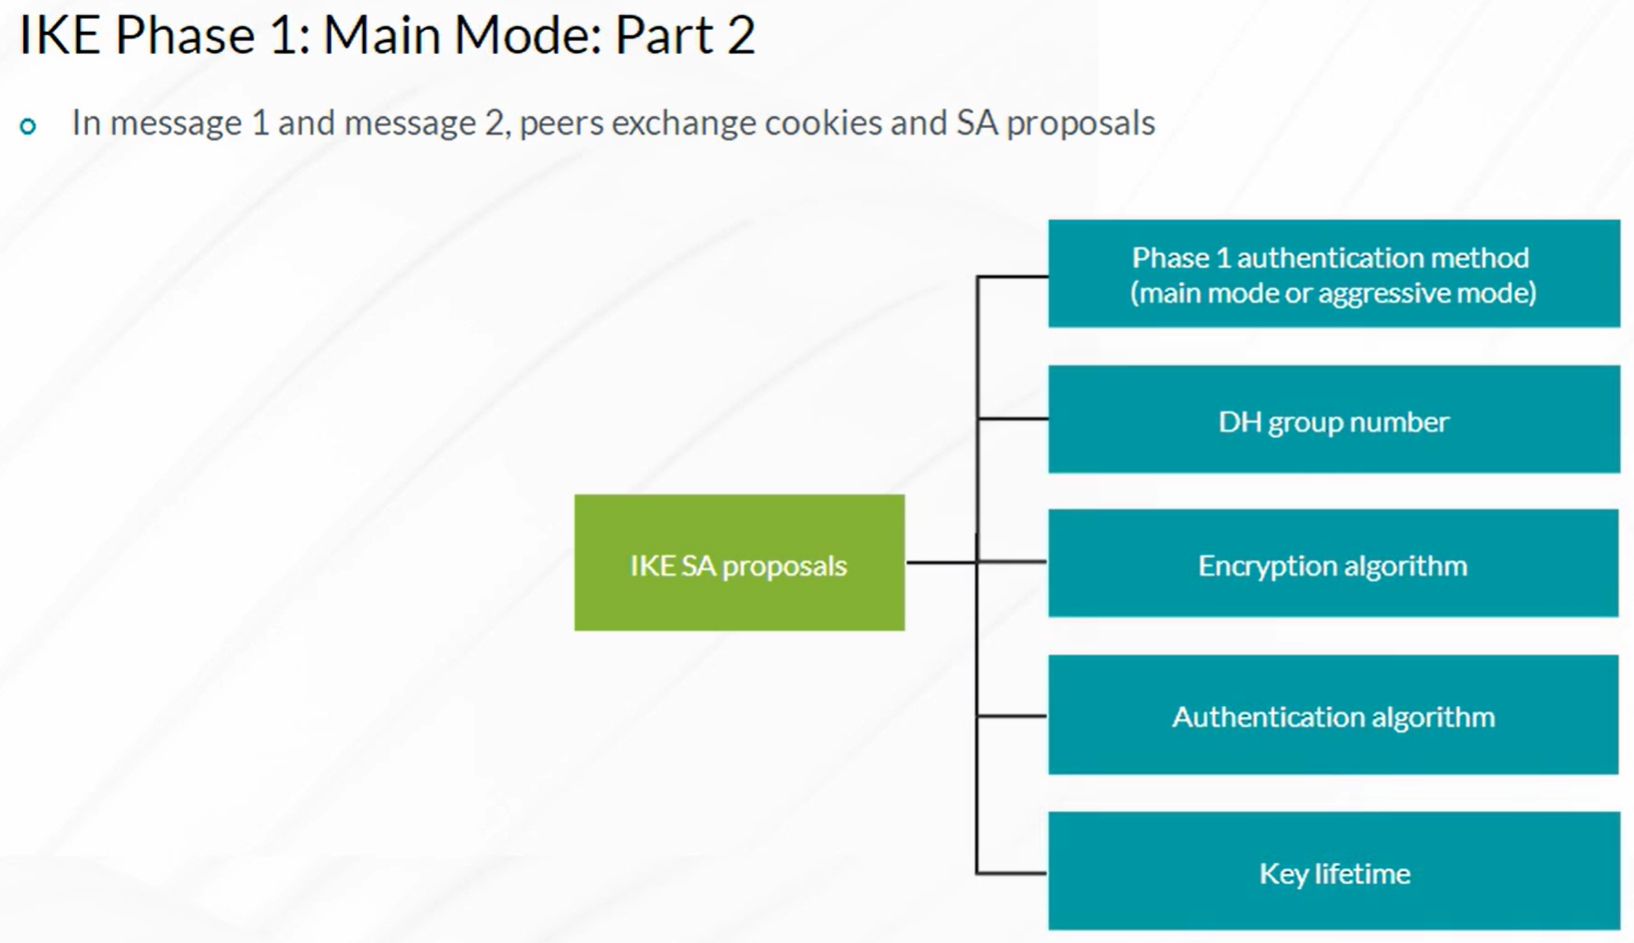 IKE Phase 1: Main Mode: Part 2
In message 1 and message 2, peers exchange cookies and SA proposals
Phase 1 authentication method
(main mode or aggressive mode)
DH group number
IKE SA proposals
Encryption algorithm
Authentication algorithm
Key lifetime